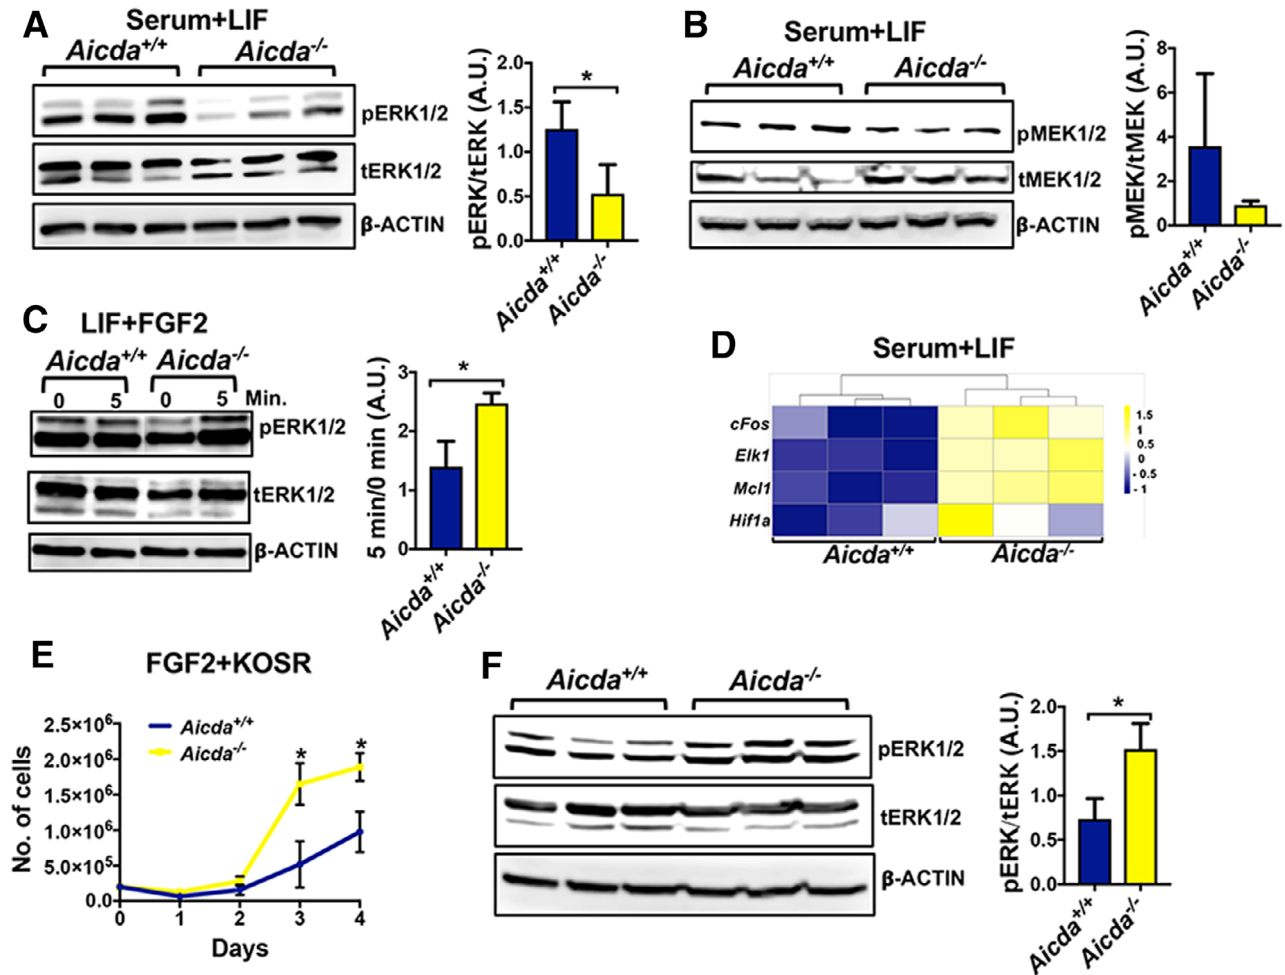 A
Serum+LIF
Aicda+/+ Aicda-/-
pERK1/2
tERK1/2
β-ACTIN
pERK/tERK (A.U.)
2.0
1.5
1.0
0.5
0.0
*
Aicda+/+
Aicda-/-
B
Serum+LIF
Aicda+/+ Aicda-/-
pMEK1/2
tMEK1/2
β-ACTIN
pMEK/tMEK (A.U.)
8
6
4
2
0
Aicda+/+
Aicda-/-
C
LIF+FGF2
Aicda+/+ Aicda-/-
0 5 0 5 Min.
pERK1/2
tERK1/2
β-ACTIN
5 min/0 min (A.U.)
3
2
1
0
*
Aicda+/+
Aicda-/-
D
Serum+LIF
cFos
Elk1
Mcl1
Hif1a
1.5
1
0.5
0
- 0.5
- 1
Aicda+/+ Aicda-/-
E
FGF2+KOSR
No. of cells
2.5×10⁶
2.0×10⁶
1.5×10⁶
1.0×10⁶
5.0×10⁵
0.0
Aicda+/+
Aicda-/-
* *
0 1 2 3 4
Days
F
Aicda+/+ Aicda-/-
pERK1/2
tERK1/2
β-ACTIN
pERK/tERK (A.U.)
2.0
1.5
1.0
0.5
0.0
*
Aicda+/+
Aicda-/-